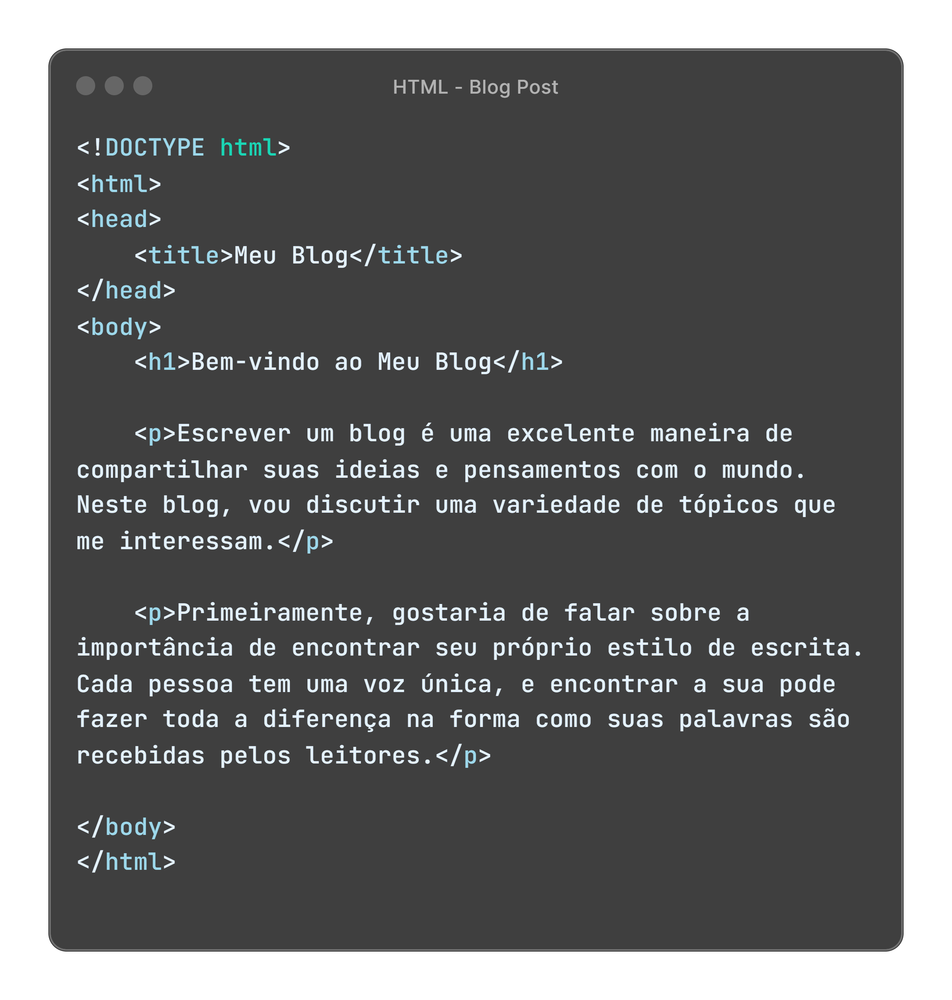 HTML - Blog Post
<!DOCTYPE html>
<html>
<head>
    <title>Meu Blog</title>
</head>
<body>
    <h1>Bem-vindo ao Meu Blog</h1>

    <p>Escrever um blog é uma excelente maneira de
compartilhar suas ideias e pensamentos com o mundo.
Neste blog, vou discutir uma variedade de tópicos que
me interessam.</p>

    <p>Primeiramente, gostaria de falar sobre a
importância de encontrar seu próprio estilo de escrita.
Cada pessoa tem uma voz única, e encontrar a sua pode
fazer toda a diferença na forma como suas palavras são
recebidas pelos leitores.</p>

</body>
</html>